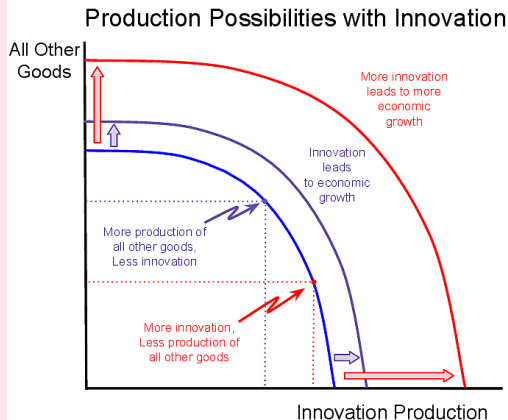 Production Possibilities with Innovation
All Other
Goods
More innovation
leads to more
economic
growth
Innovation
leads
to economic
growth
More production of
all other goods,
Less innovation
More innovation,
Less production of
all other goods
Innovation Production